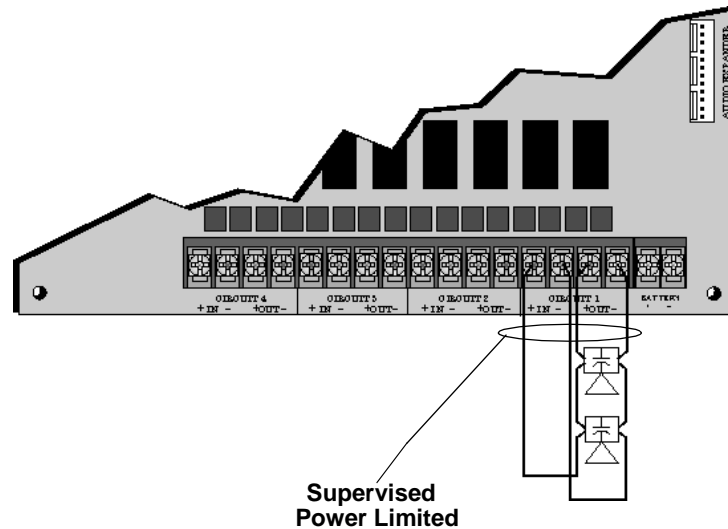 AUDIO EXPANDER
CIRCUIT 4 CIRCUIT 3 CIRCUIT 2 CIRCUIT 1 BATTERY
+ IN - +OUT- + IN - +OUT- + IN - +OUT- + IN - +OUT- + -
Supervised
Power Limited